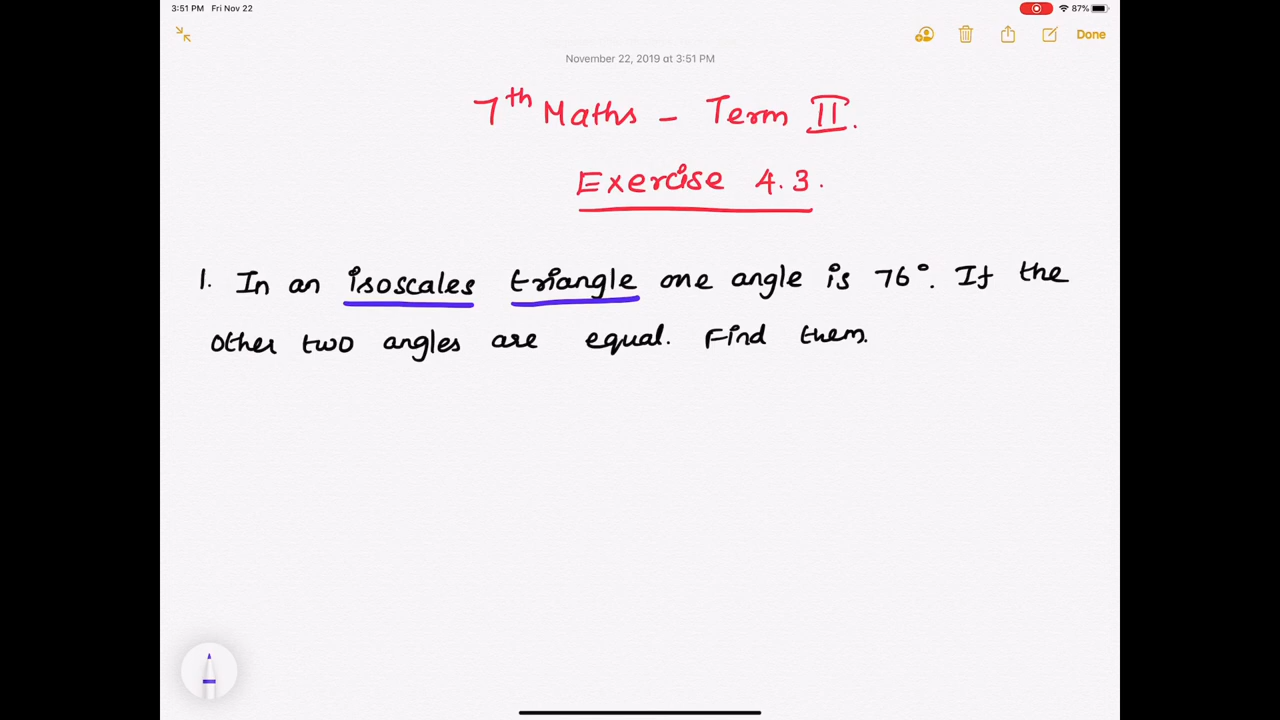 3:51 PM Fri Nov 22
87%
Done
November 22, 2019 at 3:51 PM
7th Maths - Term II.
Exercise 4.3.
1. In an isoscales triangle one angle is 76°. If the
other two angles are equal. Find them.